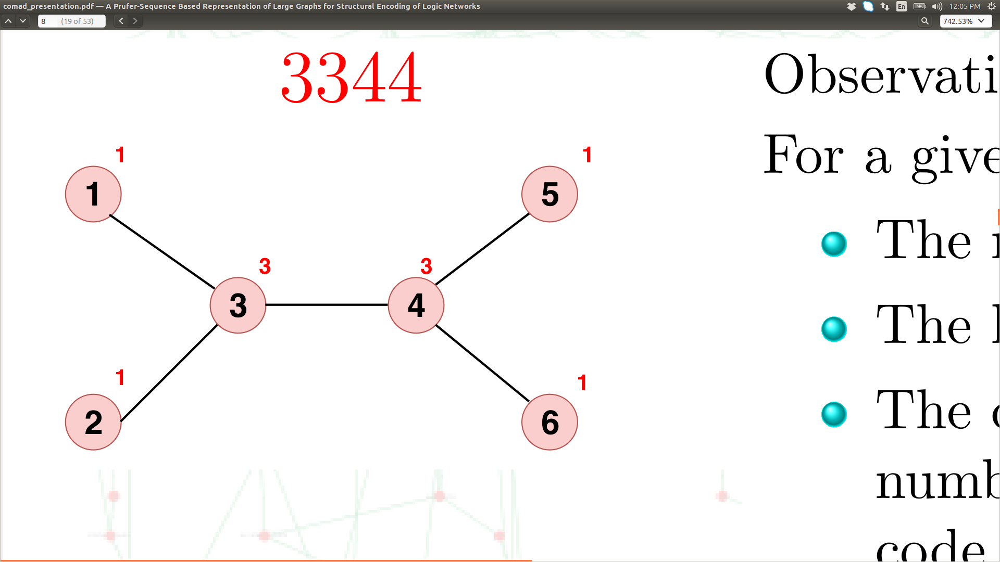 comad_presentation.pdf — A Prufer-Sequence Based Representation of Large Graphs for Structural Encoding of Logic Networks
En 12:05 PM
8 (19 of 53) 742.53%
3344
1 1
1 5
3 3
3 4
1 1
2 6
Observati
For a give
The
The
The
numb
code